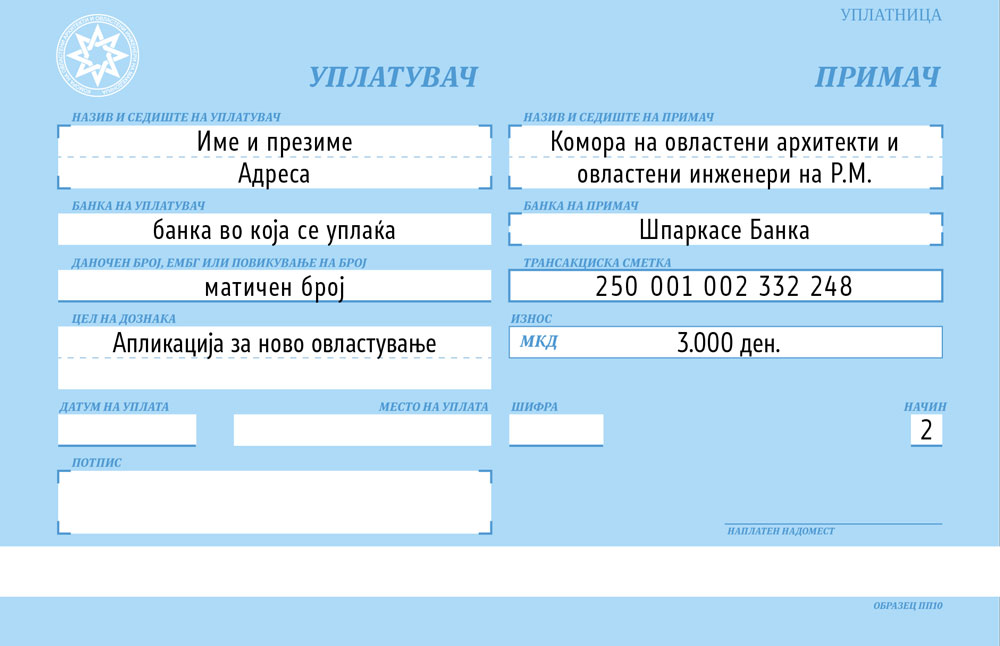 УПЛАТНИЦА
УПЛАТУВАЧ
ПРИМАЧ
НАЗИВ И СЕДИШТЕ НА УПЛАТУВАЧ
Име и презиме
Адреса
НАЗИВ И СЕДИШТЕ НА ПРИМАЧ
Комора на овластени архитекти и
овластени инженери на Р.М.
БАНКА НА УПЛАТУВАЧ
банка во која се уплаќа
БАНКА НА ПРИМАЧ
Шпаркасе Банка
ДАНОЧЕН БРОЈ, ЕМБГ ИЛИ ПОВИКУВАЊЕ НА БРОЈ
матичен број
ТРАНСАКЦИСКА СМЕТКА
250 001 002 332 248
ЦЕЛ НА ДОЗНАКА
Апликација за ново овластување
ИЗНОС
МКД 3.000 ден.
ДАТУМ НА УПЛАТА
МЕСТО НА УПЛАТА
ШИФРА
НАЧИН
2
ПОТПИС
НАПЛАТЕН НАДОМЕСТ
ОБРАЗЕЦ ПП10